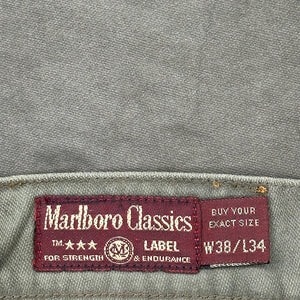 Marlboro Classics
TM. ★★★ LABEL
FOR STRENGTH & ENDURANCE
BUY YOUR
EXACT SIZE
W38/L34